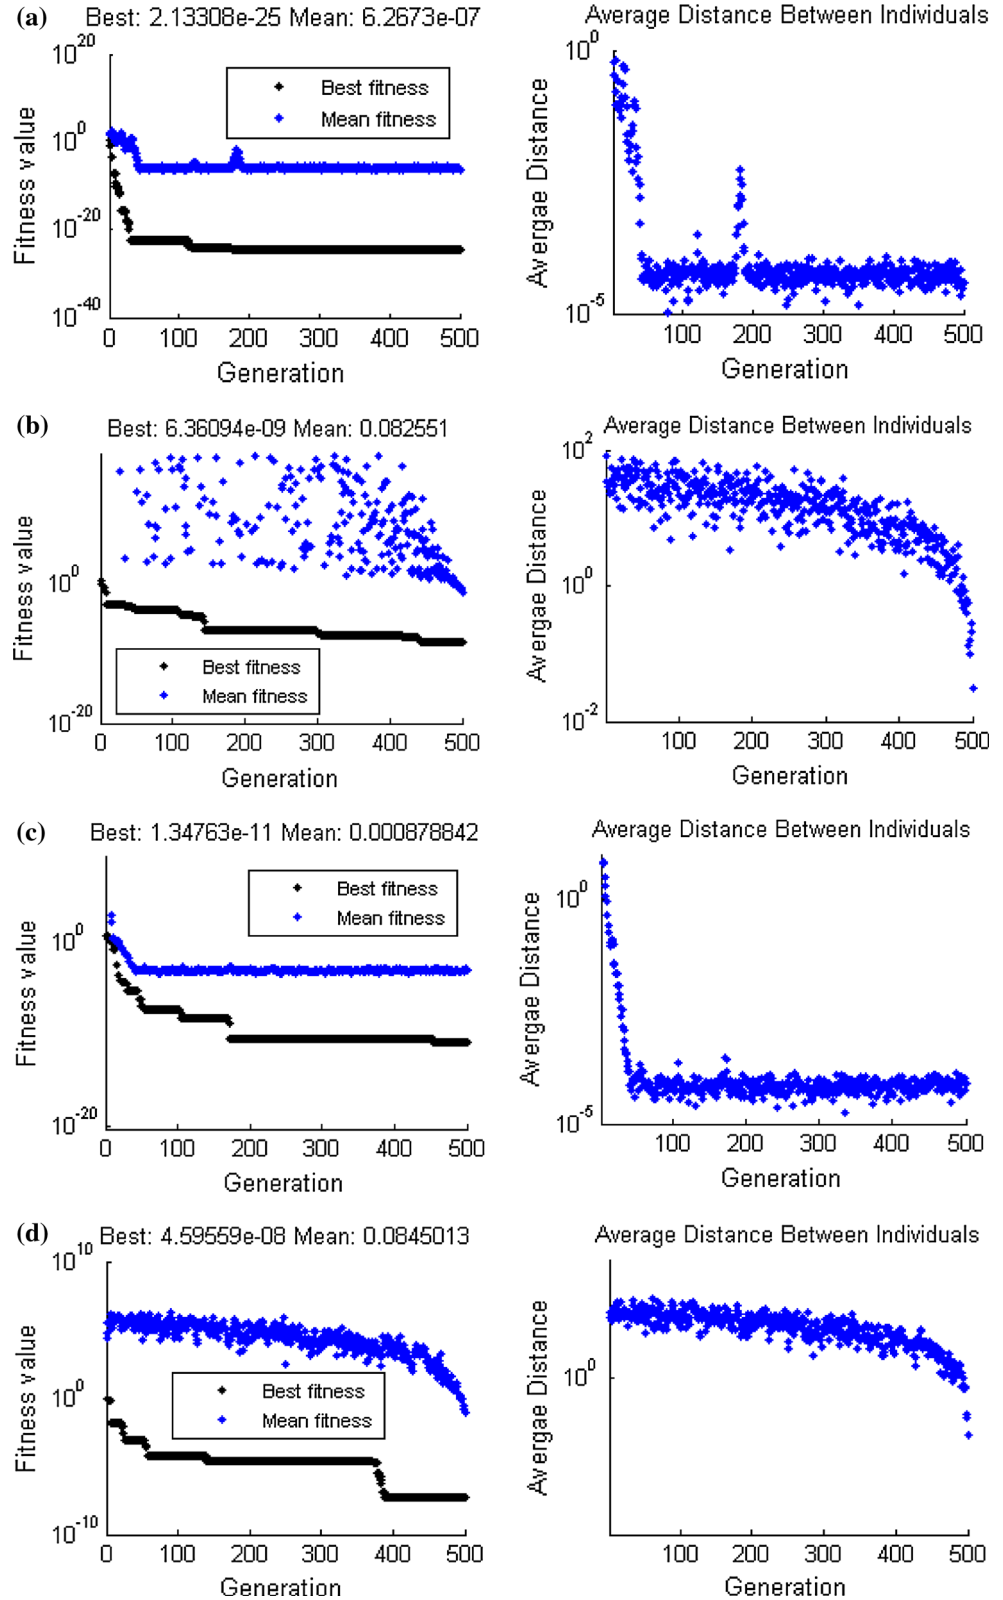 (a) Best: 2.13308e-25 Mean: 6.2673e-07
Average Distance Between Individuals
10^20
10^0
10^-20
10^-40
Fitness value
Best fitness
Mean fitness
0 100 200 300 400 500
Generation
10^0
10^-5
Avergae Distance
100 200 300 400 500
Generation
(b) Best: 6.36094e-09 Mean: 0.082551
Average Distance Between Individuals
10^0
10^-20
Fitness value
Best fitness
Mean fitness
0 100 200 300 400 500
Generation
10^2
10^0
10^-2
Avergae Distance
100 200 300 400 500
Generation
(c) Best: 1.34763e-11 Mean: 0.000878842
Average Distance Between Individuals
10^0
10^-20
Fitness value
Best fitness
Mean fitness
0 100 200 300 400 500
Generation
10^0
10^-5
Avergae Distance
100 200 300 400 500
Generation
(d) Best: 4.59559e-08 Mean: 0.0845013
Average Distance Between Individuals
10^10
10^0
10^-10
Fitness value
Best fitness
Mean fitness
0 100 200 300 400 500
Generation
10^0
Avergae Distance
100 200 300 400 500
Generation